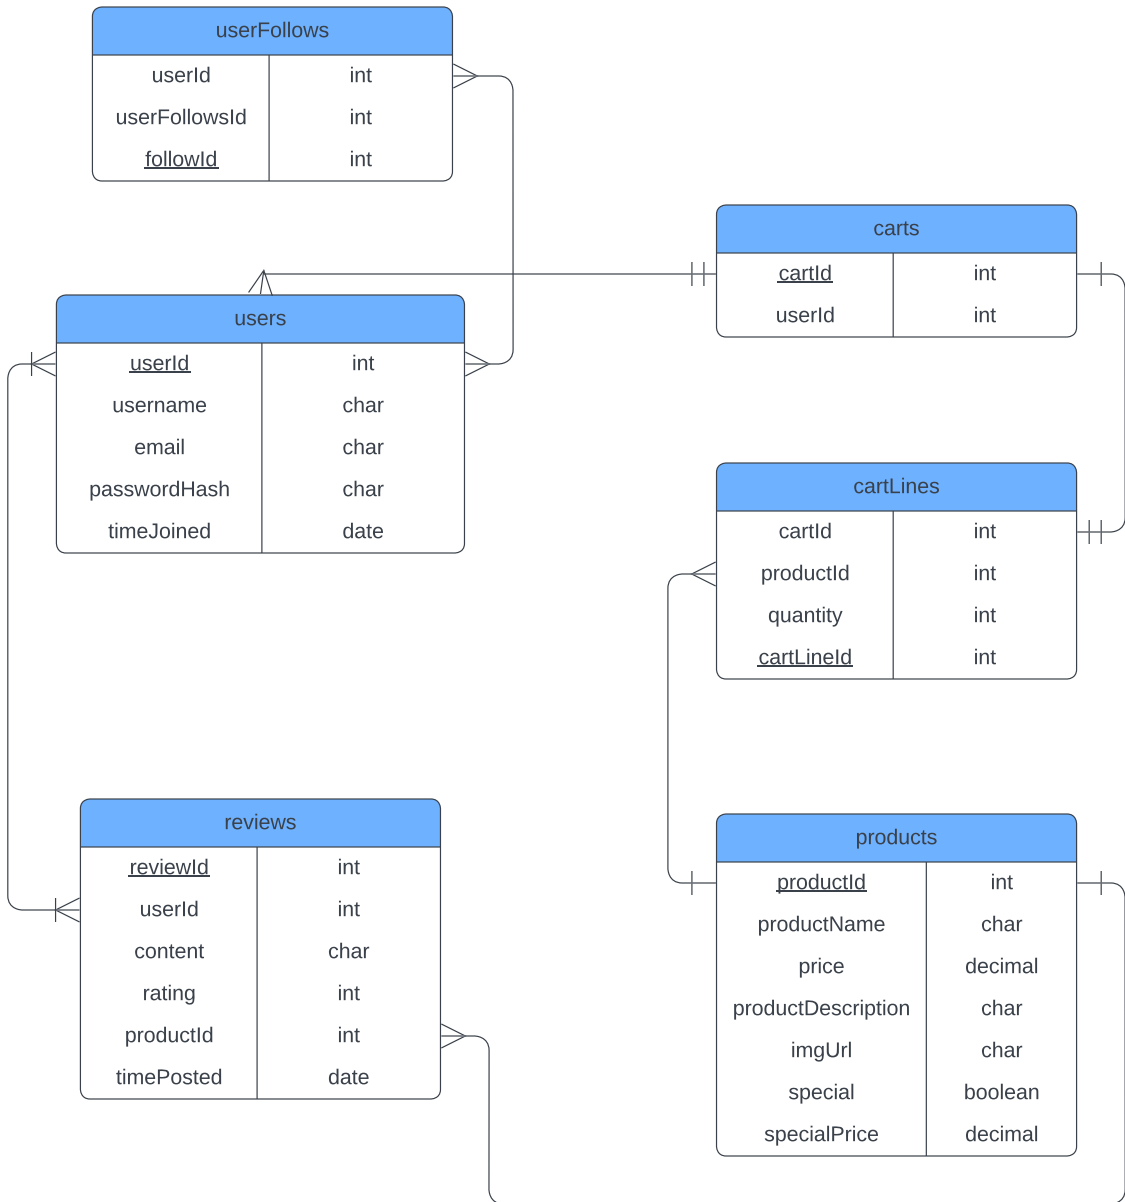 userFollows
userId int
userFollowsId int
followId int
carts
cartId int
userId int
users
userId int
username char
email char
passwordHash char
timeJoined date
cartLines
cartId int
productId int
quantity int
cartLineId int
reviews
reviewId int
userId int
content char
rating int
productId int
timePosted date
products
productId int
productName char
price decimal
productDescription char
imgUrl char
special boolean
specialPrice decimal